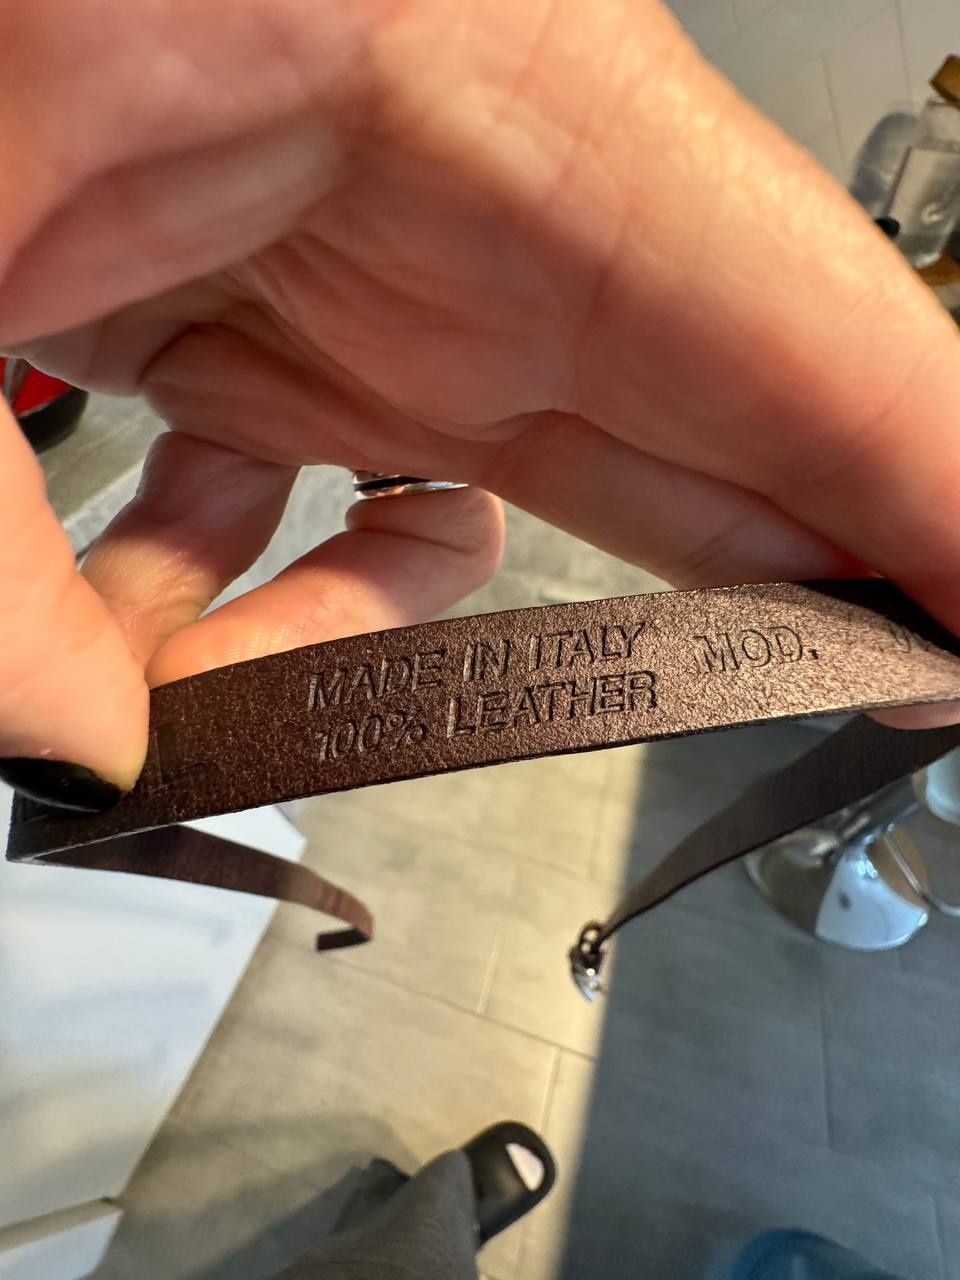 MADE IN ITALY
100% LEATHER
MOD.